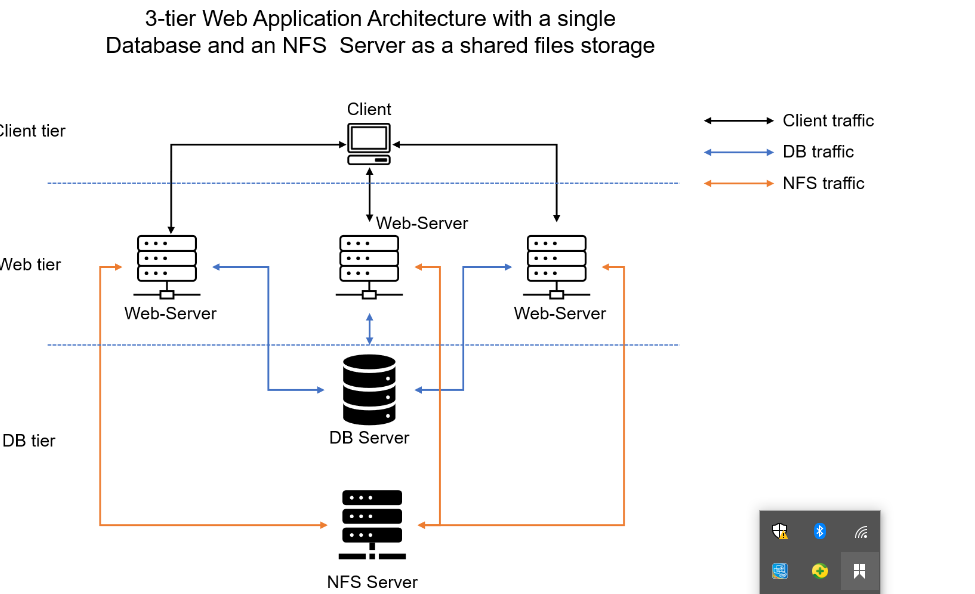 3-tier Web Application Architecture with a single
Database and an NFS Server as a shared files storage
Client
Client tier
Client traffic
DB traffic
NFS traffic
Web-Server
Web tier
Web-Server
Web-Server
DB Server
DB tier
NFS Server